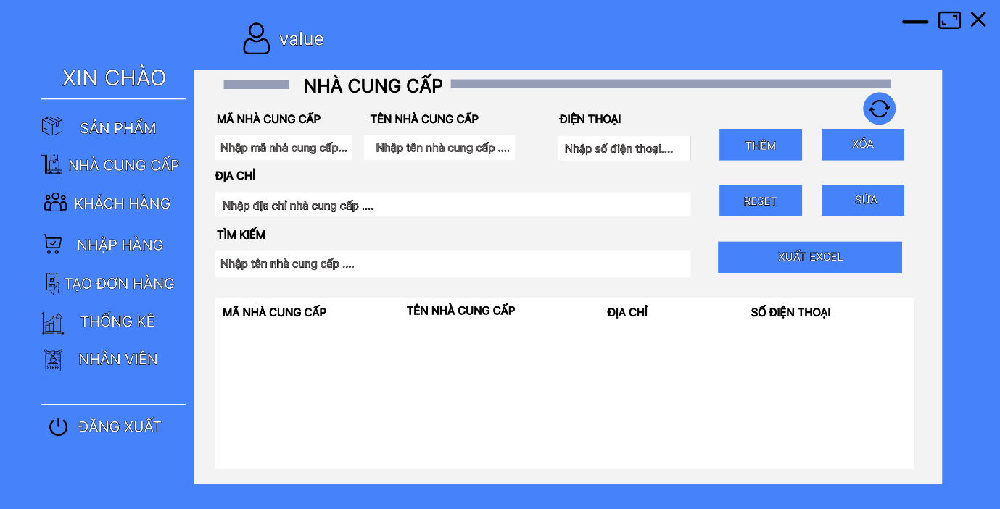 value
XIN CHÀO
SẢN PHẨM
NHÀ CUNG CẤP
KHÁCH HÀNG
NHẬP HÀNG
TẠO ĐƠN HÀNG
THỐNG KÊ
STAFF
NHÂN VIÊN
ĐĂNG XUẤT
NHÀ CUNG CẤP
MÃ NHÀ CUNG CẤP TÊN NHÀ CUNG CẤP ĐIỆN THOẠI
Nhập mã nhà cung cấp... Nhập tên nhà cung cấp .... Nhập số điện thoại....
ĐỊA CHỈ
Nhập địa chỉ nhà cung cấp ....
TÌM KIẾM
Nhập tên nhà cung cấp ....
THÊM XÓA
RESET SỬA
XUẤT EXCEL
MÃ NHÀ CUNG CẤP TÊN NHÀ CUNG CẤP ĐỊA CHỈ SỐ ĐIỆN THOẠI